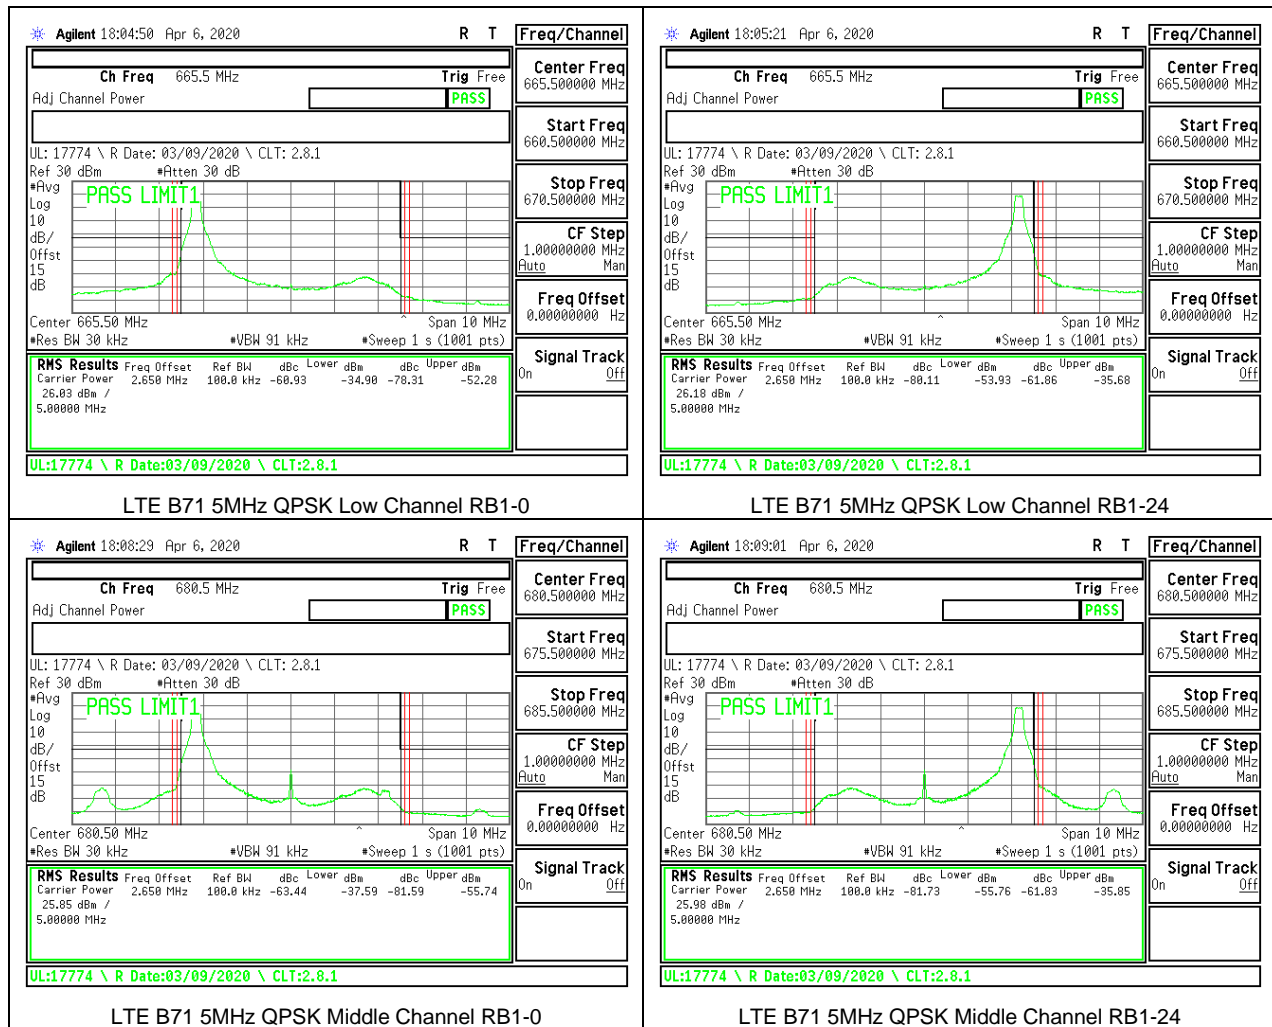 Agilent 18:04:50 Apr 6, 2020 R T Freq/Channel
Ch Freq 665.5 MHz Trig Free
Adj Channel Power PASS
UL: 17774 \ R Date: 03/09/2020 \ CLT: 2.8.1
Ref 30 dBm #Atten 30 dB
#Avg
Log
10
dB/
Offst
15
dB
PASS LIMIT1
Center 665.50 MHz Span 10 MHz
#Res BW 30 kHz #VBW 91 kHz #Sweep 1 s (1001 pts)
RMS Results Freq Offset Ref BW dBc Lower dBm dBc Upper dBm
Carrier Power 2.650 MHz 100.0 kHz -60.93 -34.90 -78.31 -52.28
26.03 dBm /
5.00000 MHz
UL:17774 \ R Date:03/09/2020 \ CLT:2.8.1
Center Freq
665.500000 MHz
Start Freq
660.500000 MHz
Stop Freq
670.500000 MHz
CF Step
1.00000000 MHz
Auto Man
Freq Offset
0.00000000 Hz
Signal Track
On Off
LTE B71 5MHz QPSK Low Channel RB1-0
Agilent 18:05:21 Apr 6, 2020 R T Freq/Channel
Ch Freq 665.5 MHz Trig Free
Adj Channel Power PASS
UL: 17774 \ R Date: 03/09/2020 \ CLT: 2.8.1
Ref 30 dBm #Atten 30 dB
#Avg
Log
10
dB/
Offst
15
dB
PASS LIMIT1
Center 665.50 MHz Span 10 MHz
#Res BW 30 kHz #VBW 91 kHz #Sweep 1 s (1001 pts)
RMS Results Freq Offset Ref BW dBc Lower dBm dBc Upper dBm
Carrier Power 2.650 MHz 100.0 kHz -80.11 -53.93 -61.86 -35.68
26.18 dBm /
5.00000 MHz
UL:17774 \ R Date:03/09/2020 \ CLT:2.8.1
Center Freq
665.500000 MHz
Start Freq
660.500000 MHz
Stop Freq
670.500000 MHz
CF Step
1.00000000 MHz
Auto Man
Freq Offset
0.00000000 Hz
Signal Track
On Off
LTE B71 5MHz QPSK Low Channel RB1-24
Agilent 18:08:29 Apr 6, 2020 R T Freq/Channel
Ch Freq 680.5 MHz Trig Free
Adj Channel Power PASS
UL: 17774 \ R Date: 03/09/2020 \ CLT: 2.8.1
Ref 30 dBm #Atten 30 dB
#Avg
Log
10
dB/
Offst
15
dB
PASS LIMIT1
Center 680.50 MHz Span 10 MHz
#Res BW 30 kHz #VBW 91 kHz #Sweep 1 s (1001 pts)
RMS Results Freq Offset Ref BW dBc Lower dBm dBc Upper dBm
Carrier Power 2.650 MHz 100.0 kHz -63.44 -37.59 -81.59 -55.74
25.85 dBm /
5.00000 MHz
UL:17774 \ R Date:03/09/2020 \ CLT:2.8.1
Center Freq
680.500000 MHz
Start Freq
675.500000 MHz
Stop Freq
685.500000 MHz
CF Step
1.00000000 MHz
Auto Man
Freq Offset
0.00000000 Hz
Signal Track
On Off
LTE B71 5MHz QPSK Middle Channel RB1-0
Agilent 18:09:01 Apr 6, 2020 R T Freq/Channel
Ch Freq 680.5 MHz Trig Free
Adj Channel Power PASS
UL: 17774 \ R Date: 03/09/2020 \ CLT: 2.8.1
Ref 30 dBm #Atten 30 dB
#Avg
Log
10
dB/
Offst
15
dB
PASS LIMIT1
Center 680.50 MHz Span 10 MHz
#Res BW 30 kHz #VBW 91 kHz #Sweep 1 s (1001 pts)
RMS Results Freq Offset Ref BW dBc Lower dBm dBc Upper dBm
Carrier Power 2.650 MHz 100.0 kHz -81.73 -55.76 -61.83 -35.85
25.98 dBm /
5.00000 MHz
UL:17774 \ R Date:03/09/2020 \ CLT:2.8.1
Center Freq
680.500000 MHz
Start Freq
675.500000 MHz
Stop Freq
685.500000 MHz
CF Step
1.00000000 MHz
Auto Man
Freq Offset
0.00000000 Hz
Signal Track
On Off
LTE B71 5MHz QPSK Middle Channel RB1-24